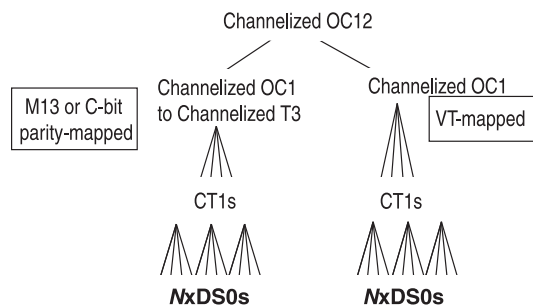 Channelized OC12
M13 or C-bit
parity-mapped
Channelized OC1
to Channelized T3
Channelized OC1
VT-mapped
CT1s
CT1s
NxDS0s
NxDS0s